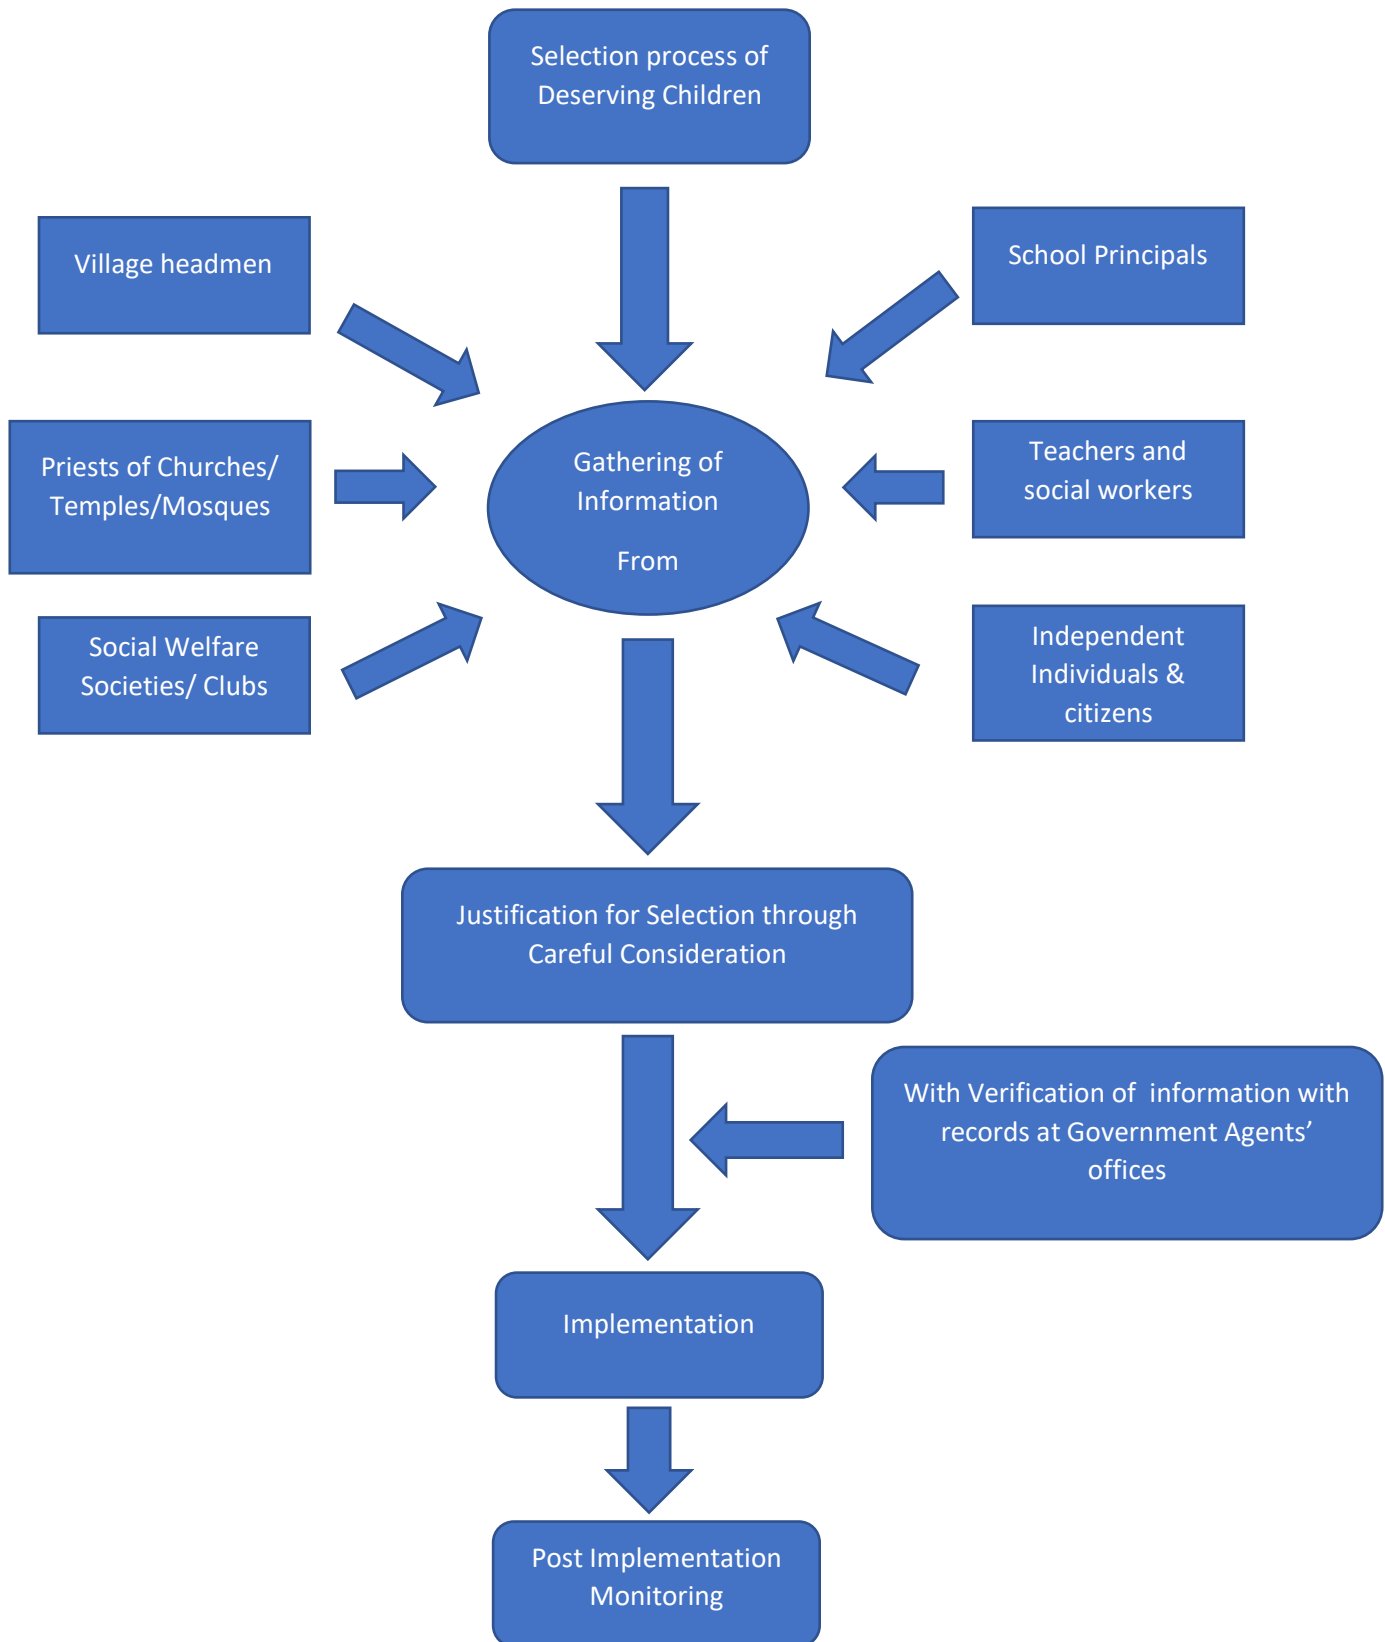 Selection process of
Deserving Children
Village headmen
School Principals
Priests of Churches/
Temples/Mosques
Gathering of
Information
From
Teachers and
social workers
Social Welfare
Societies/ Clubs
Independent
Individuals &
citizens
Justification for Selection through
Careful Consideration
With Verification of  information with
records at Government Agents’
offices
Implementation
Post Implementation
Monitoring